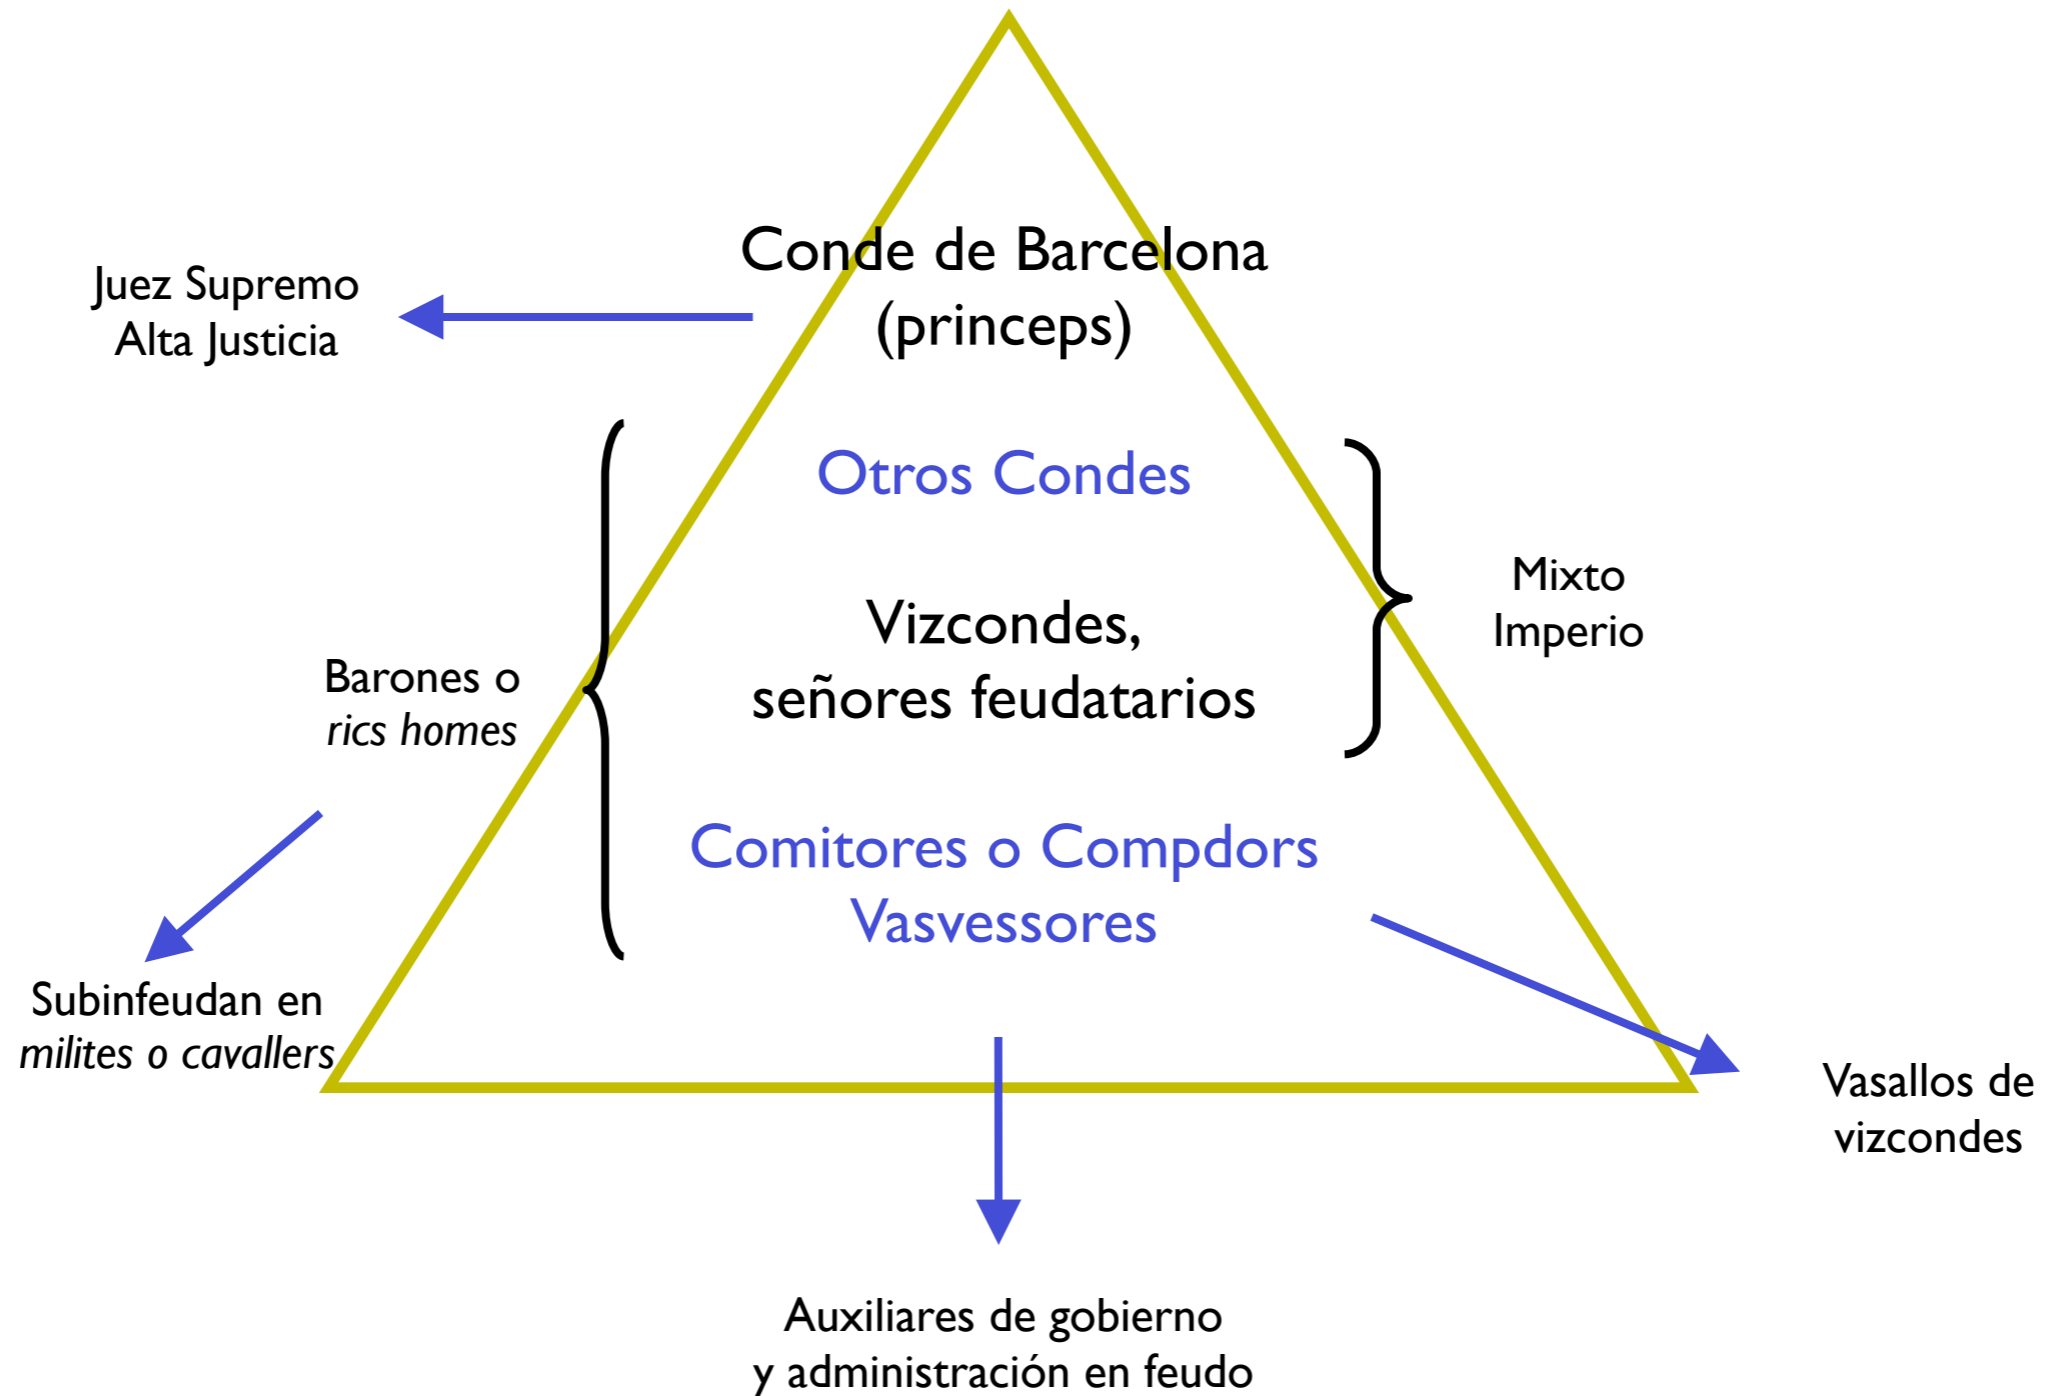 Conde de Barcelona
(princeps)
Juez Supremo
Alta Justicia
Otros Condes
Vizcondes,
señores feudatarios
Mixto
Imperio
Barones o
rics homes
Comitores o Compdors
Vasvessores
Subinfeudan en
milites o cavallers
Vasallos de
vizcondes
Auxiliares de gobierno
y administración en feudo